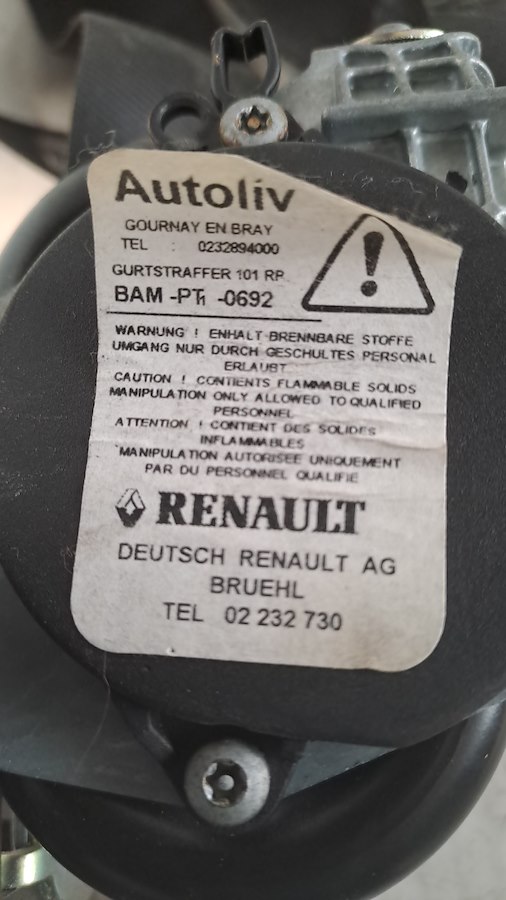 Autoliv
GOURNAY EN BRAY
TEL : 0232894000
GURTSTRAFFER 101 RP.
BAM -PT1 -0692
WARNUNG ! ENHALT BRENNBARE STOFFE
UMGANG NUR DURCH GESCHULTES PERSONAL
ERLAUBT
CAUTION ! CONTIENTS FLAMMABLE SOLIDS
MANIPULATION ONLY ALLOWED TO QUALIFIED
PERSONNEL
ATTENTION ! CONTIENT DES SOLIDES
INFLAMMABLES
MANIPULATION AUTORISEE UNIQUEMENT
PAR DU PERSONNEL QUALIFIE
RENAULT
DEUTSCH RENAULT AG
BRUEHL
TEL 02 232 730